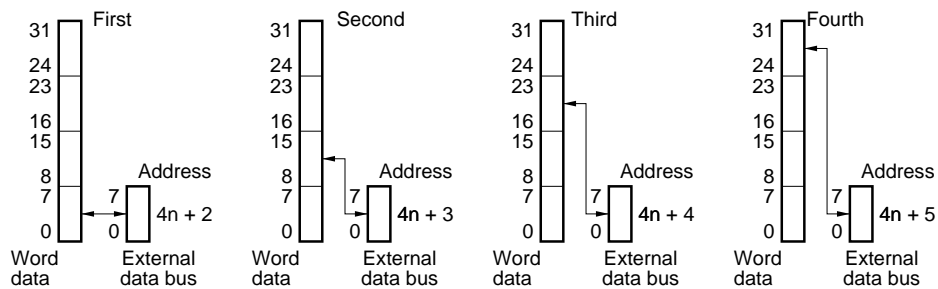 First
31
24
23
16
15
8
7
0
Address
7
0
4n + 2
Word
data
External
data bus
Second
31
24
23
16
15
8
7
0
Address
7
0
4n + 3
Word
data
External
data bus
Third
31
24
23
16
15
8
7
0
Address
7
0
4n + 4
Word
data
External
data bus
Fourth
31
24
23
16
15
8
7
0
Address
7
0
4n + 5
Word
data
External
data bus